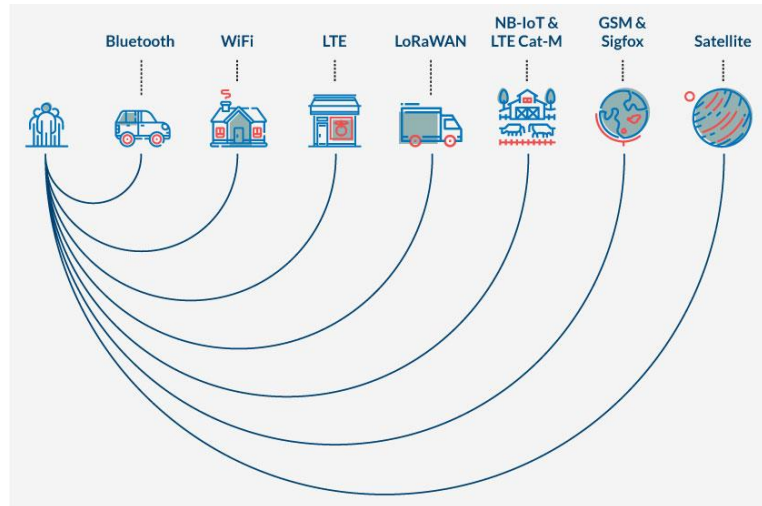 Bluetooth
WiFi
LTE
LoRaWAN
NB-IoT &
LTE Cat-M
GSM &
Sigfox
Satellite